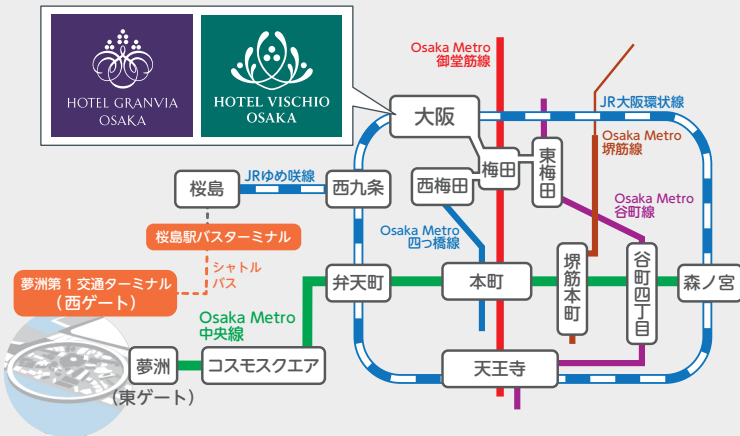 HOTEL GRANVIA
OSAKA
HOTEL VISCHIO
OSAKA
Osaka Metro
御堂筋線
大阪
JR大阪環状線
Osaka Metro
堺筋線
梅田
東梅田
西梅田
桜島
JRゆめ咲線
西九条
Osaka Metro
谷町線
Osaka Metro
四つ橋線
桜島駅バスターミナル
シャトル
バス
夢洲第1交通ターミナル
(西ゲート)
弁天町
本町
堺筋本町
谷町四丁目
森ノ宮
Osaka Metro
中央線
夢洲
コスモスクエア
天王寺
(東ゲート)